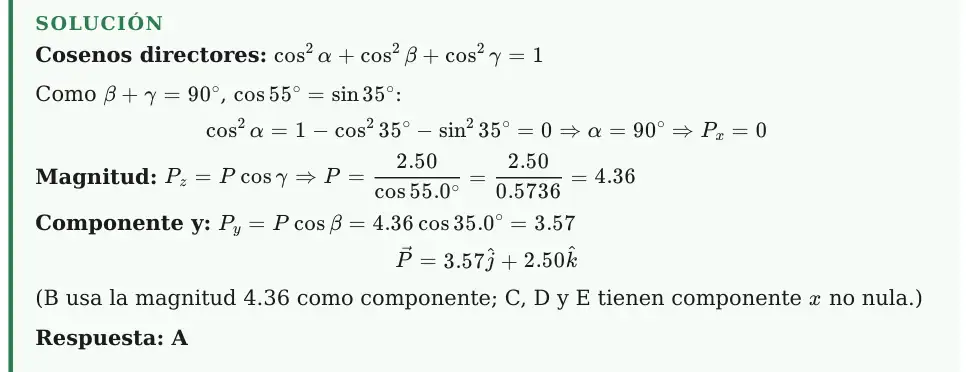 SOLUCIÓN
Cosenos directores: cos² α + cos² β + cos² γ = 1
Como β + γ = 90°, cos 55° = sin 35°:
cos² α = 1 − cos² 35° − sin² 35° = 0 ⇒ α = 90° ⇒ Pₓ = 0
Magnitud: P_z = P cos γ ⇒ P = 2.50/cos 55.0° = 2.50/0.5736 = 4.36
Componente y: P_y = P cos β = 4.36 cos 35.0° = 3.57
P⃗ = 3.57ĵ + 2.50k̂
(B usa la magnitud 4.36 como componente; C, D y E tienen componente x no nula.)
Respuesta: A